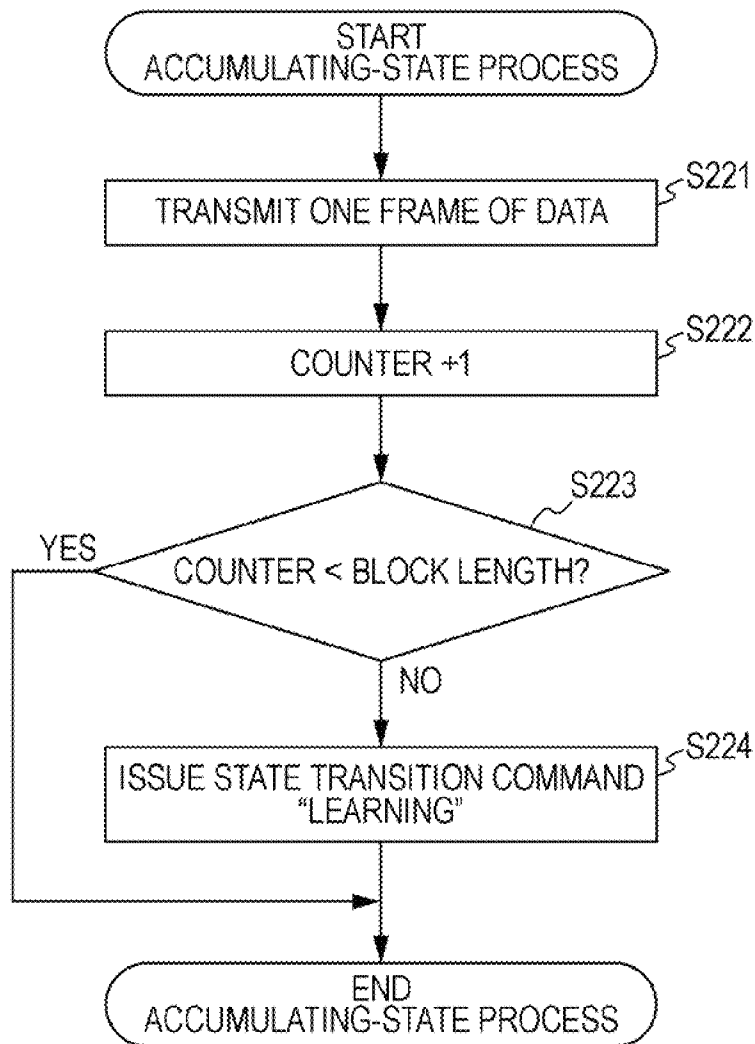 START
ACCUMULATING-STATE PROCESS
S221
TRANSMIT ONE FRAME OF DATA
S222
COUNTER +1
S223
YES
COUNTER < BLOCK LENGTH?
NO
S224
ISSUE STATE TRANSITION COMMAND
“LEARNING”
END
ACCUMULATING-STATE PROCESS